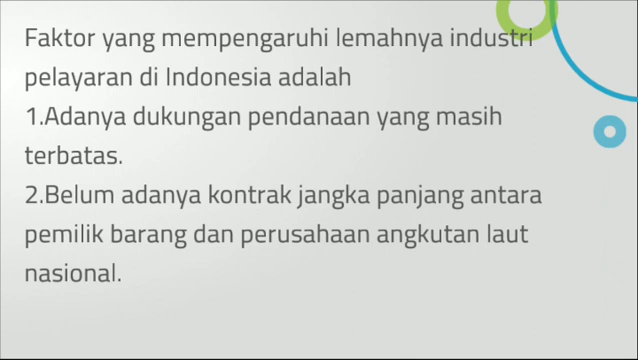 Faktor yang mempengaruhi lemahnya industri
pelayaran di Indonesia adalah
1.Adanya dukungan pendanaan yang masih
terbatas.
2.Belum adanya kontrak jangka panjang antara
pemilik barang dan perusahaan angkutan laut
nasional.